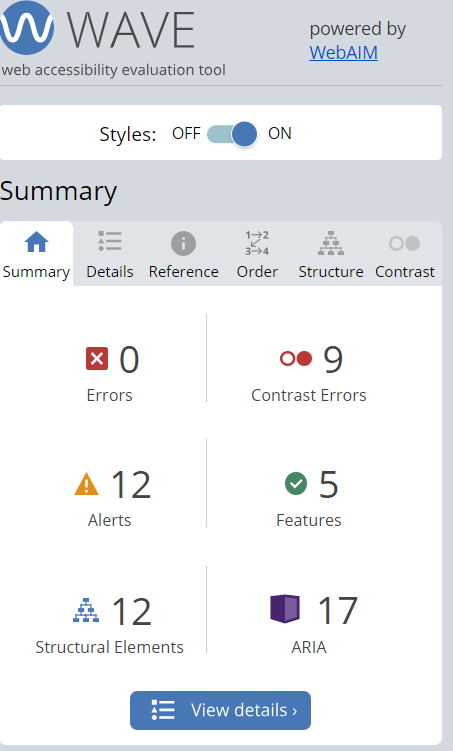 WAVE
powered by
WebAIM
web accessibility evaluation tool
Styles: OFF ON
Summary
1→2
3→4
Summary Details Reference Order Structure Contrast
0 9
Errors Contrast Errors
12 5
Alerts Features
12 17
Structural Elements ARIA
View details ›